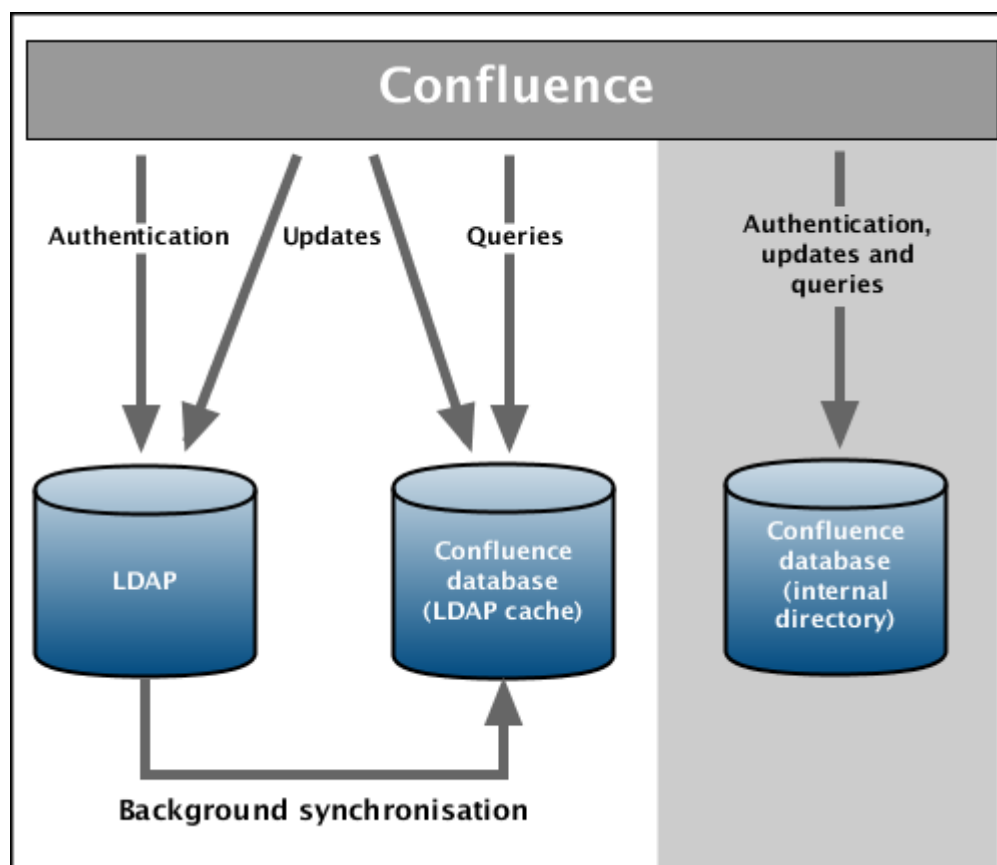 Confluence
Authentication
Updates
Queries
Authentication,
updates and
queries
LDAP
Confluence
database
(LDAP cache)
Confluence
database
(internal
directory)
Background synchronisation